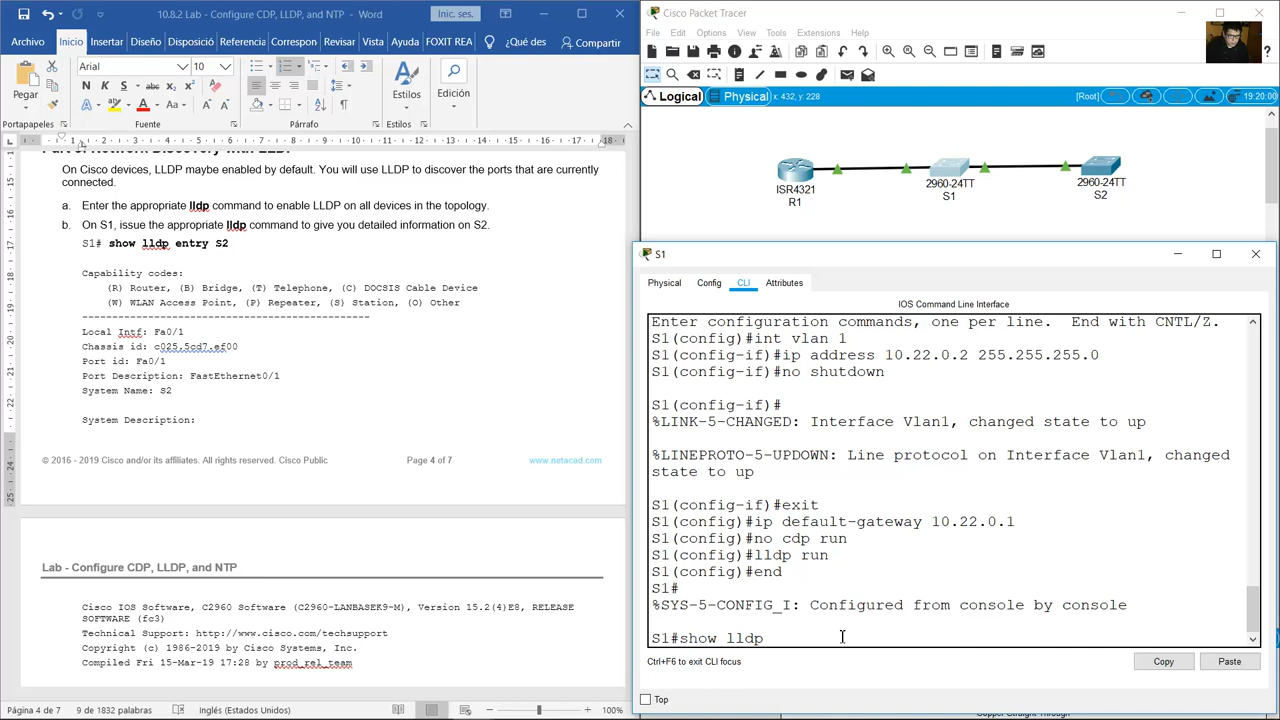 10.8.2 Lab - Configure CDP, LLDP, and NTP - Word
Inic. ses.
Archivo
Inicio
Insertar
Diseño
Disposició
Referencia
Correspon
Revisar
Vista
Ayuda
FOXIT REA
¿Qué des
Compartir
Pegar
Arial
10
N K S abc x₂ x²
Aa
Estilos
Edición
Portapapeles
Fuente
Párrafo
Estilos
On Cisco devices, LLDP maybe enabled by default. You will use LLDP to discover the ports that are currently
connected.
a. Enter the appropriate lldp command to enable LLDP on all devices in the topology.
b. On S1, issue the appropriate lldp command to give you detailed information on S2.
S1# show lldp entry S2
Capability codes:
(R) Router, (B) Bridge, (T) Telephone, (C) DOCSIS Cable Device
(W) WLAN Access Point, (P) Repeater, (S) Station, (O) Other
Local Intf: Fa0/1
Chassis id: c025.5cd7.ef00
Port id: Fa0/1
Port Description: FastEthernet0/1
System Name: S2
System Description:
© 2016 - 2019 Cisco and/or its affiliates. All rights reserved. Cisco Public
Page 4 of 7
www.netacad.com
Lab - Configure CDP, LLDP, and NTP
Cisco IOS Software, C2960 Software (C2960-LANBASEK9-M), Version 15.2(4)E8, RELEASE
SOFTWARE (fc3)
Technical Support: http://www.cisco.com/techsupport
Copyright (c) 1986-2019 by Cisco Systems, Inc.
Compiled Fri 15-Mar-19 17:28 by prod_rel_team
Página 4 de 7
9 de 1832 palabras
Inglés (Estados Unidos)
100%
Cisco Packet Tracer
File
Edit
Options
View
Tools
Extensions
Help
Logical
Physical
x: 432, y: 228
[Root]
19:20:00
ISR4321
R1
2960-24TT
S1
2960-24TT
S2
S1
Physical
Config
CLI
Attributes
IOS Command Line Interface
Enter configuration commands, one per line. End with CNTL/Z.
S1(config)#int vlan 1
S1(config-if)#ip address 10.22.0.2 255.255.255.0
S1(config-if)#no shutdown
S1(config-if)#
%LINK-5-CHANGED: Interface Vlan1, changed state to up
%LINEPROTO-5-UPDOWN: Line protocol on Interface Vlan1, changed
state to up
S1(config-if)#exit
S1(config)#ip default-gateway 10.22.0.1
S1(config)#no cdp run
S1(config)#lldp run
S1(config)#end
S1#
%SYS-5-CONFIG_I: Configured from console by console
S1#show lldp
Ctrl+F6 to exit CLI focus
Copy
Paste
Top
Copper Straight-Through